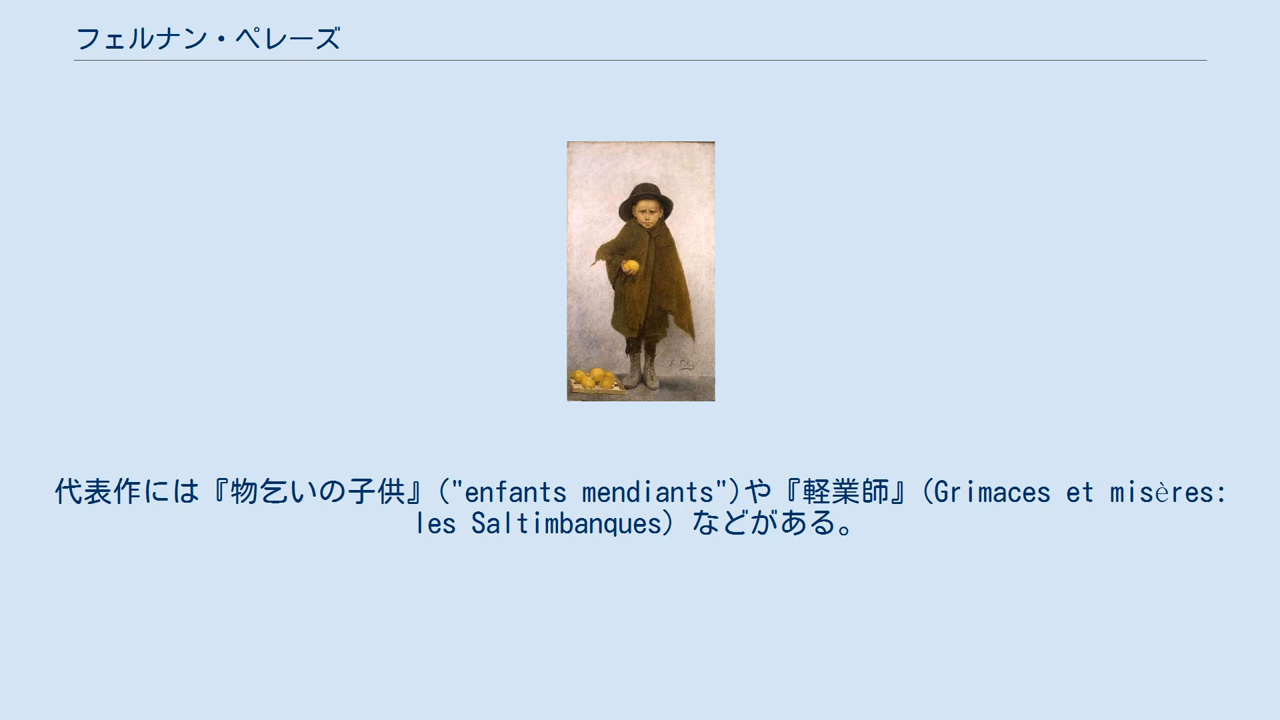 フェルナン・ペレーズ
代表作には『物乞いの子供』("enfants mendiants")や『軽業師』(Grimaces et misères:
les Saltimbanques) などがある。